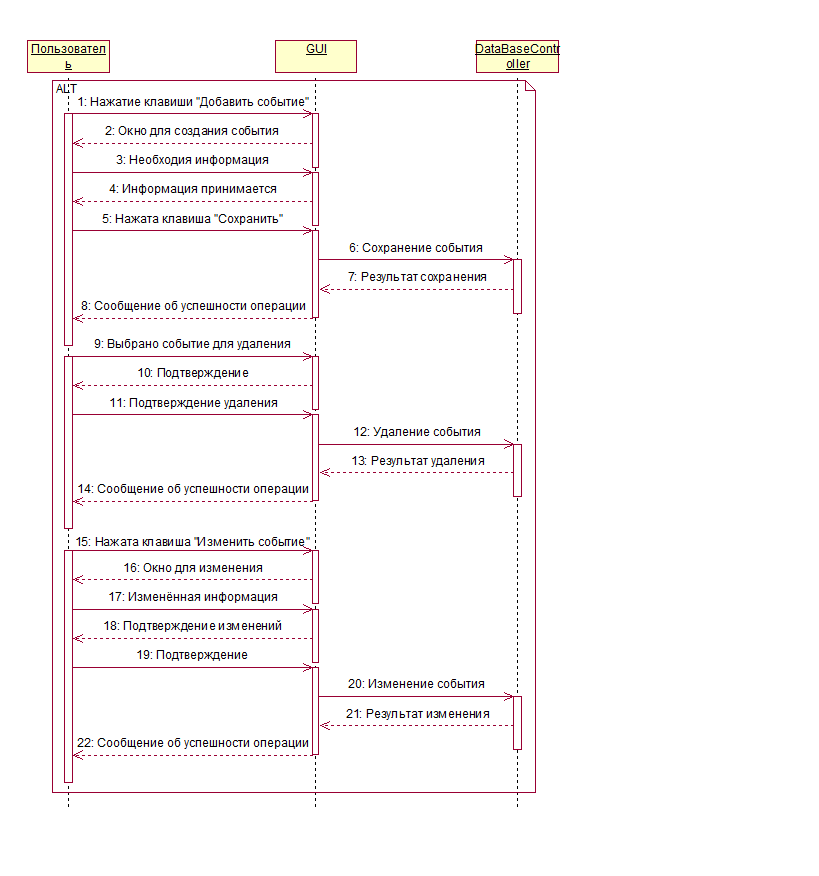 Пользовател
ь
GUI
DataBaseContr
oller
ALT
1: Нажатие клавиши "Добавить событие"
2: Окно для создания события
3: Необходия информация
4: Информация принимается
5: Нажата клавиша "Сохранить"
6: Сохранение события
7: Результат сохранения
8: Сообщение об успешности операции
9: Выбрано событие для удаления
10: Подтверждение
11: Подтверждение удаления
12: Удаление события
13: Результат удаления
14: Сообщение об успешности операции
15: Нажата клавиша "Изменить событие"
16: Окно для изменения
17: Изменённая информация
18: Подтверждение изменений
19: Подтверждение
20: Изменение события
21: Результат изменения
22: Сообщение об успешности операции